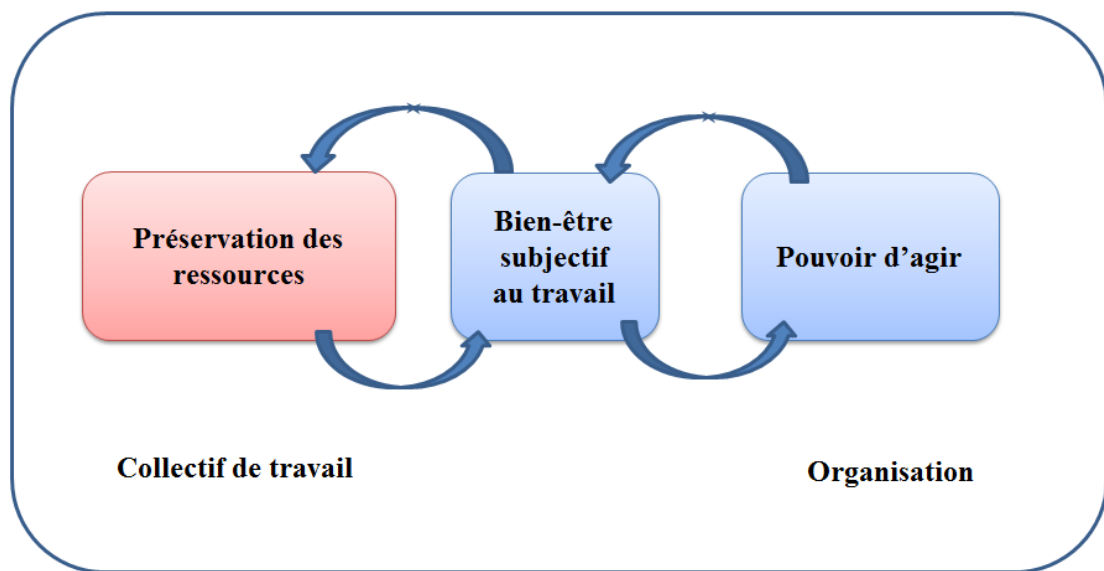 Préservation des
ressources
Bien-être
subjectif
au travail
Pouvoir d’agir
Collectif de travail
Organisation